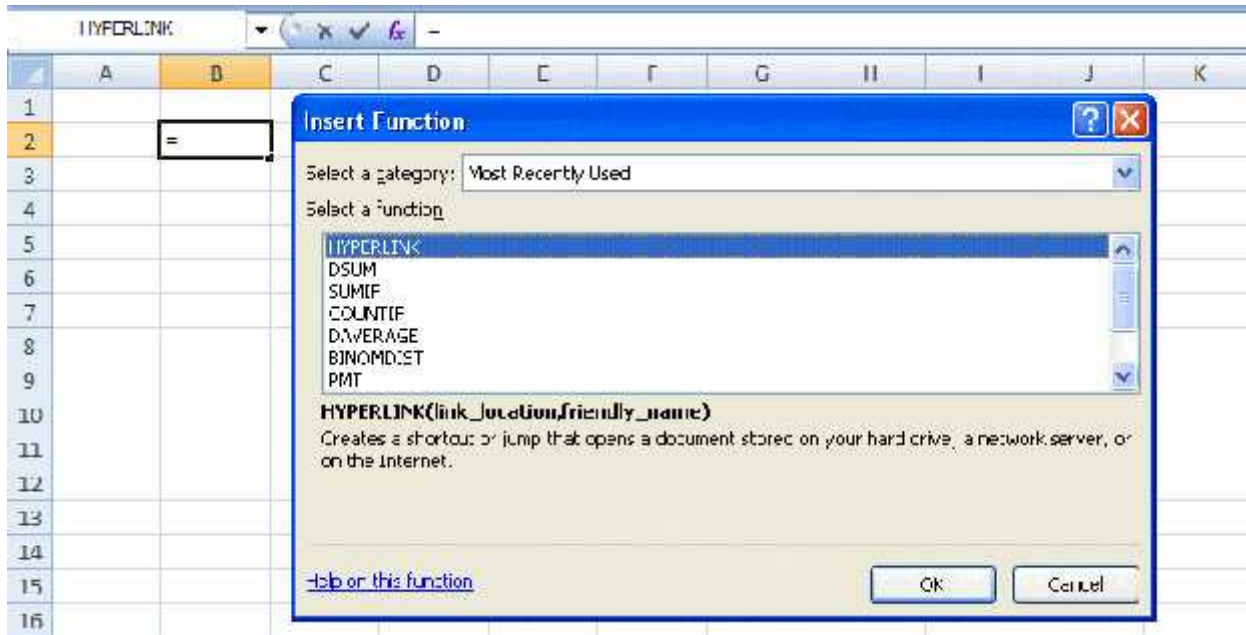 HYPERLINK
fx =
A B C D E F G H I J K
1
2 =
3
4
5
6
7
8
9
10
11
12
13
14
15
16
Insert Function
Select a category: Most Recently Used
Select a function
HYPERLINK
DSUM
SUMIF
COUNTIF
DAVERAGE
BINOMDIST
PMT
HYPERLINK(link_location,friendly_name)
Creates a shortcut or jump that opens a document stored on your hard drive, a network server, or
on the Internet.
Help on this function
OK
Cancel